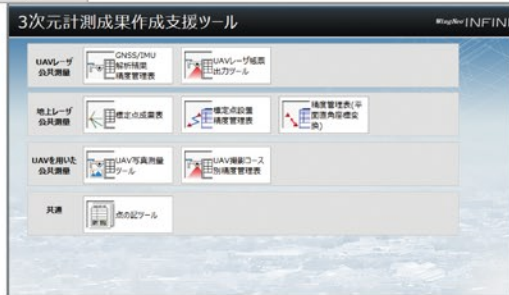 3次元計測成果作成支援ツール
WingNeo INFINI
UAVレーザ
公共測量
GNSS/IMU
解析結果
精度管理表
UAVレーザ帳票
出力ツール
地上レーザ
公共測量
標定点成果表
標定点設置
精度管理表
精度管理表(平
面直角座標変
換)
UAVを用いた
公共測量
UAV写真測量
ツール
UAV撮影コース
別精度管理表
共通
点の記ツール